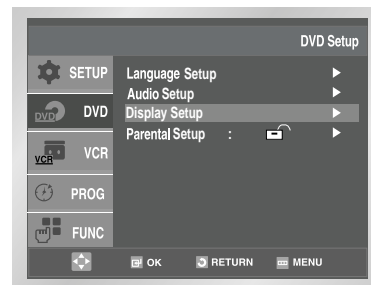 DVD Setup
SETUP
Language Setup ►
Audio Setup ►
DVD
DVD
Display Setup ►
Parental Setup : ►
VCR
VCR
PROG
FUNC
OK RETURN MENU